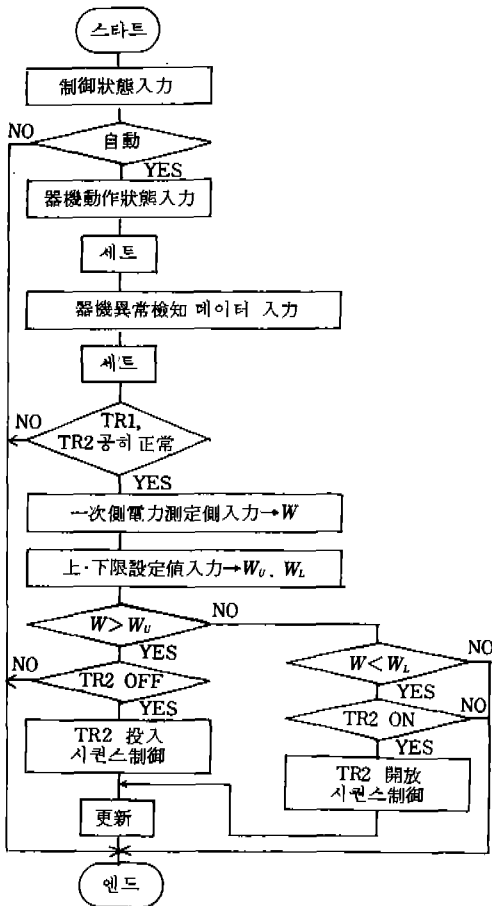 스타트
制御狀態入力
NO
自動
YES
器機動作狀態入力
세트
器機異常檢知 데이터 入力
세트
NO
TR1,
TR2 공히 正常
YES
一次側電力測定側入力→W
上·下限設定値入力→W_U, W_L
W > W_U
NO
YES
NO
TR2 OFF
YES
TR2 投入
시퀀스制御
更新
W < W_L
NO
YES
TR2 ON
NO
YES
TR2 開放
시퀀스制御
엔드